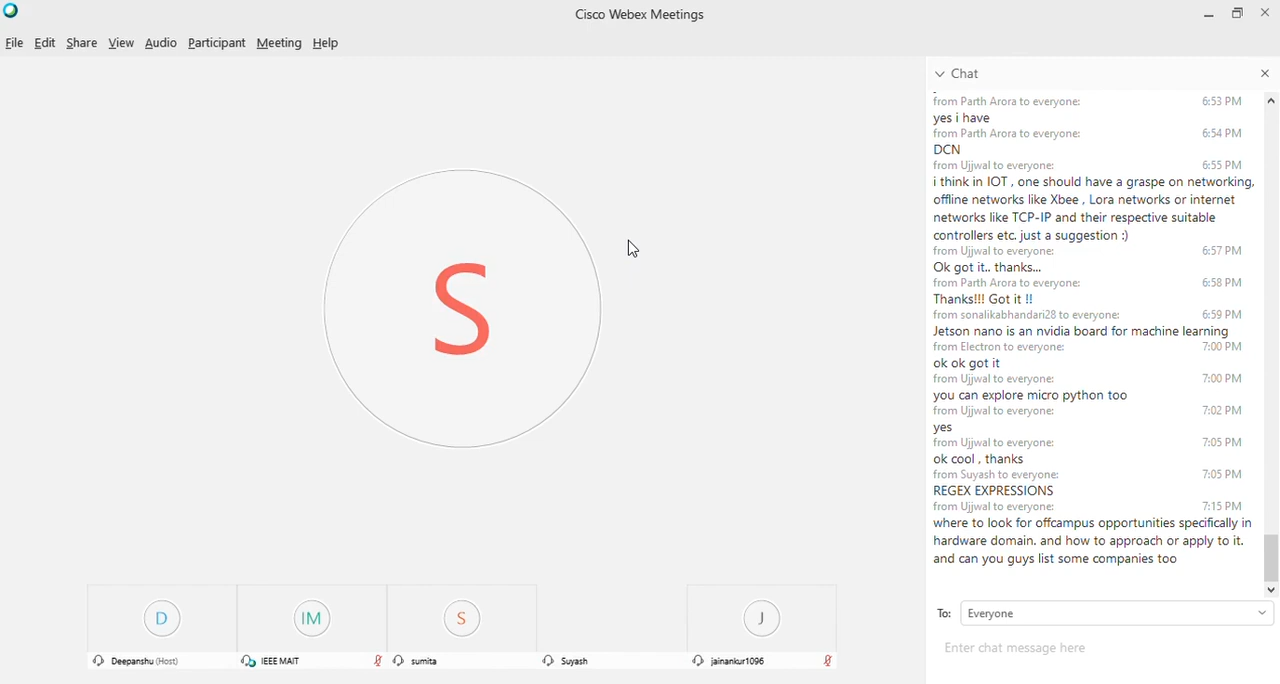 Cisco Webex Meetings
File Edit Share View Audio Participant Meeting Help
Chat
from Parth Arora to everyone: 6:53 PM
yes i have
from Parth Arora to everyone: 6:54 PM
DCN
from Ujjwal to everyone: 6:55 PM
i think in IOT , one should have a graspe on networking,
offline networks like Xbee , Lora networks or internet
networks like TCP-IP and their respective suitable
controllers etc. just a suggestion :)
from Ujjwal to everyone: 6:57 PM
Ok got it.. thanks...
from Parth Arora to everyone: 6:58 PM
Thanks!!! Got it !!
from sonalikabhandari28 to everyone: 6:59 PM
Jetson nano is an nvidia board for machine learning
from Electron to everyone: 7:00 PM
ok ok got it
from Ujjwal to everyone: 7:00 PM
you can explore micro python too
from Ujjwal to everyone: 7:02 PM
yes
from Ujjwal to everyone: 7:05 PM
ok cool , thanks
from Suyash to everyone: 7:05 PM
REGEX EXPRESSIONS
from Ujjwal to everyone: 7:15 PM
where to look for offcampus opportunities specifically in
hardware domain. and how to approach or apply to it.
and can you guys list some companies too
To: Everyone
Enter chat message here
S
D IM S J
Deepanshu (Host) IEEE MAIT sumita Suyash jainankur1096